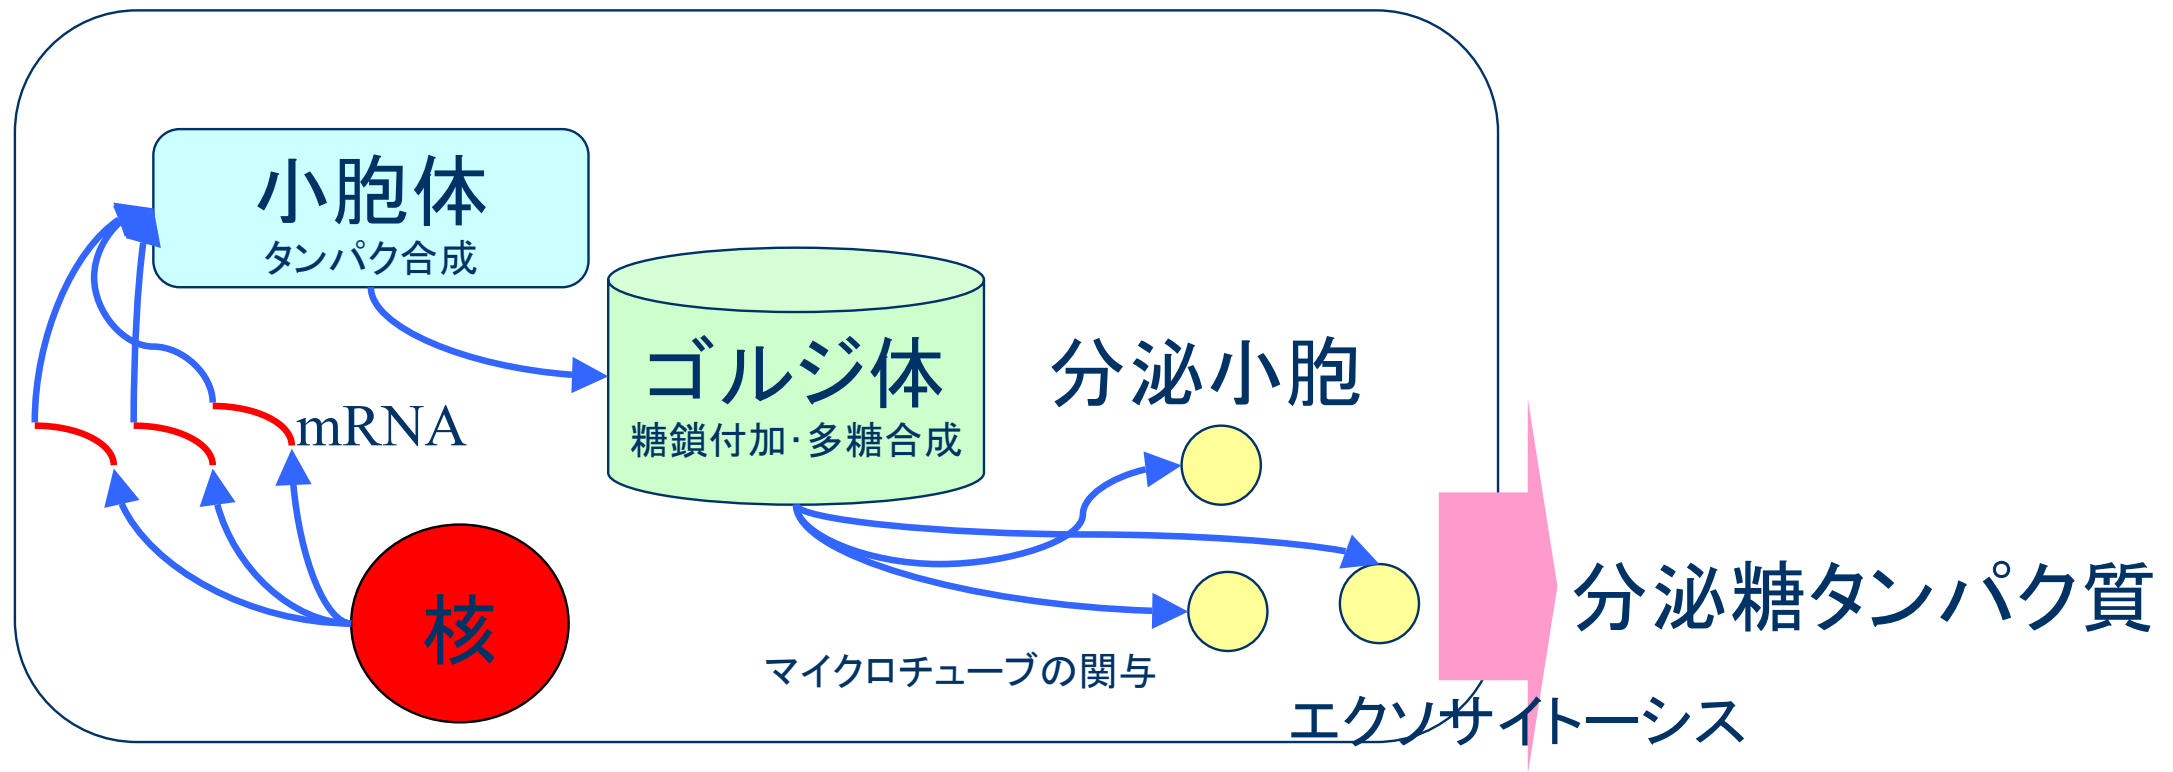 小胞体
タンパク合成
mRNA
核
ゴルジ体
糖鎖付加・多糖合成
分泌小胞
マイクロチューブの関与
分泌糖タンパク質
エクソサイトーシス